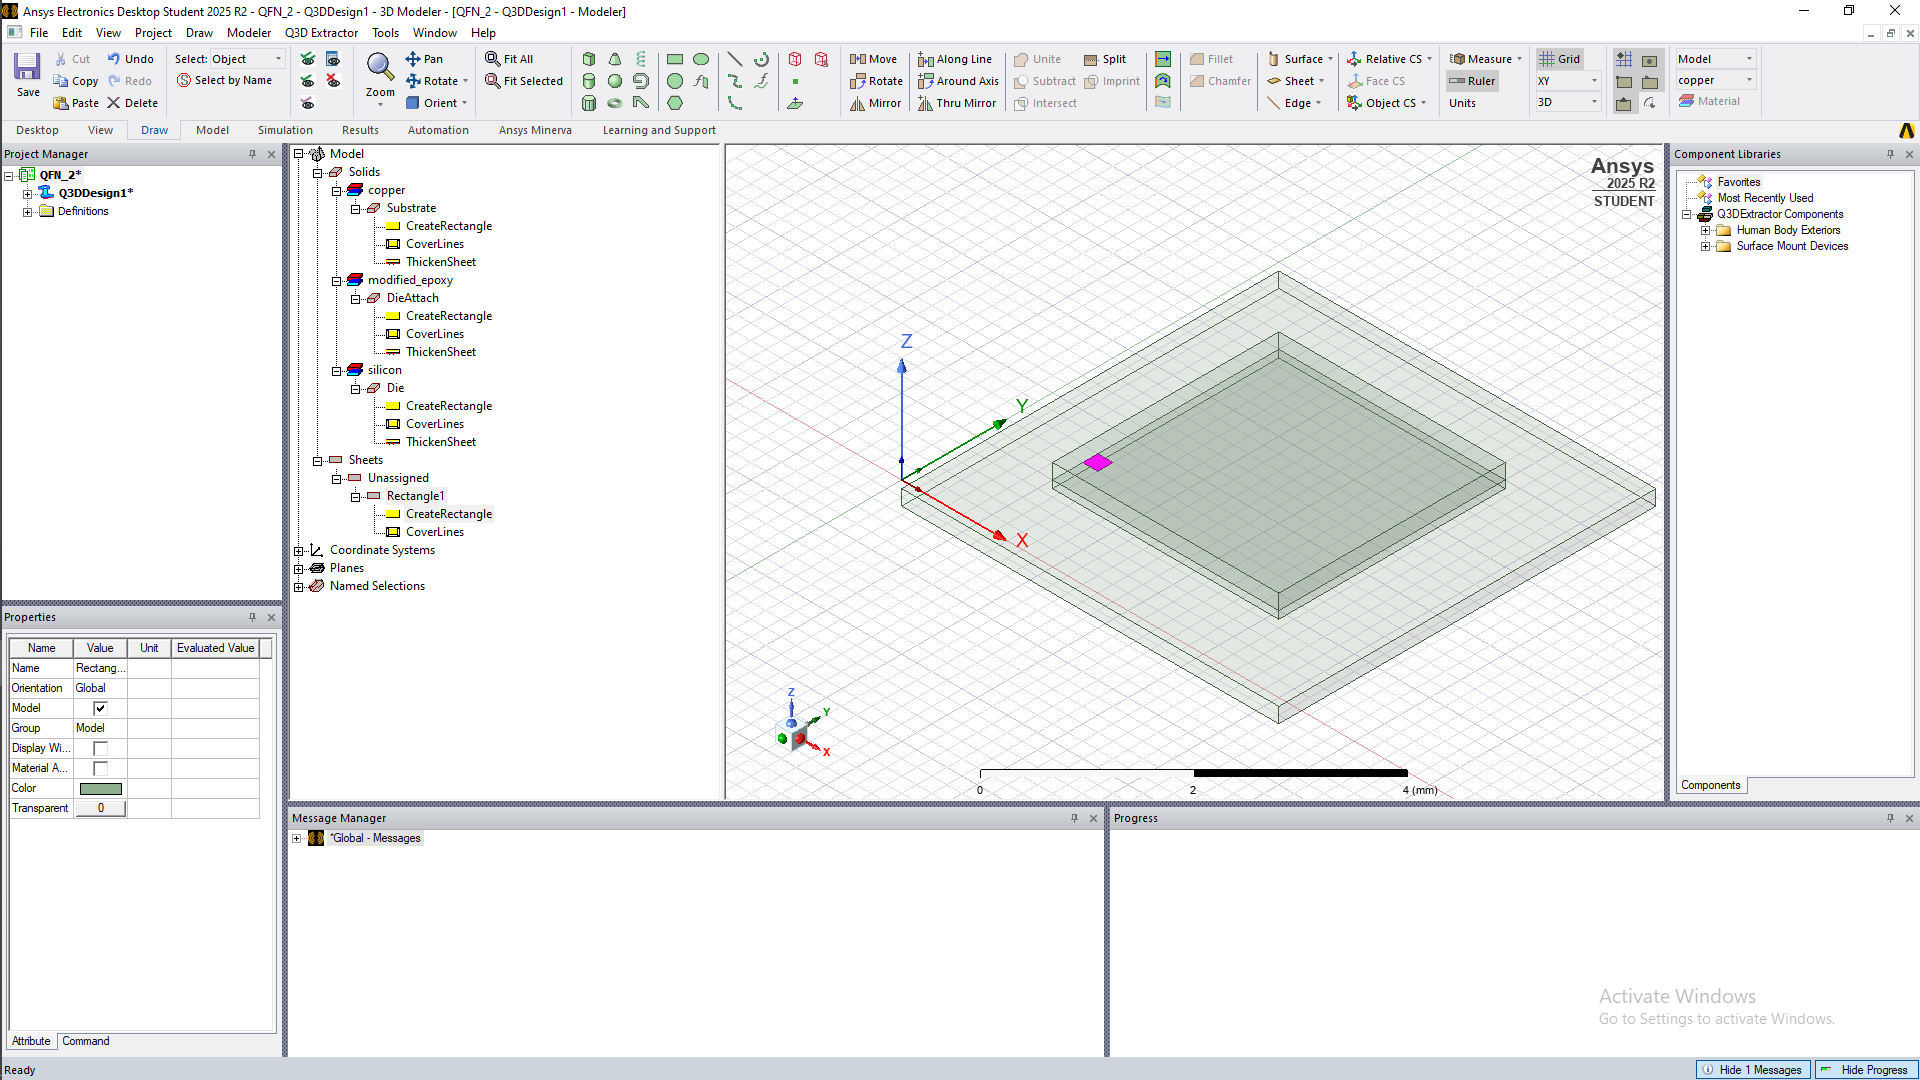 Ansys Electronics Desktop Student 2025 R2 - QFN_2 - Q3DDesign1 - 3D Modeler - [QFN_2 - Q3DDesign1 - Modeler]
File Edit View Project Draw Modeler Q3D Extractor Tools Window Help
Save
Cut
Copy
Paste
Undo
Redo
Delete
Select: Object
Select by Name
Zoom
Pan
Rotate
Orient
Fit All
Fit Selected
Move
Rotate
Mirror
Along Line
Around Axis
Thru Mirror
Unite
Subtract
Intersect
Split
Imprint
Fillet
Chamfer
Surface
Sheet
Edge
Relative CS
Face CS
Object CS
Measure
Ruler
Units
Grid
XY
3D
Model
copper
Material
Desktop View Draw Model Simulation Results Automation Ansys Minerva Learning and Support
Project Manager
QFN_2*
Q3DDesign1*
Definitions
Model
Solids
copper
Substrate
CreateRectangle
CoverLines
ThickenSheet
modified_epoxy
DieAttach
CreateRectangle
CoverLines
ThickenSheet
silicon
Die
CreateRectangle
CoverLines
ThickenSheet
Sheets
Unassigned
Rectangle1
CreateRectangle
CoverLines
Coordinate Systems
Planes
Named Selections
Ansys
2025 R2
STUDENT
Z
Y
X
Z
Y
X
0 2 4 (mm)
Component Libraries
Favorites
Most Recently Used
Q3DExtractor Components
Human Body Exteriors
Surface Mount Devices
Components
Properties
Name Value Unit Evaluated Value
Name Rectang...
Orientation Global
Model
Group Model
Display Wi...
Material A...
Color
Transparent 0
Attribute Command
Message Manager
*Global - Messages
Progress
Activate Windows
Go to Settings to activate Windows.
Ready
Hide 1 Messages Hide Progress